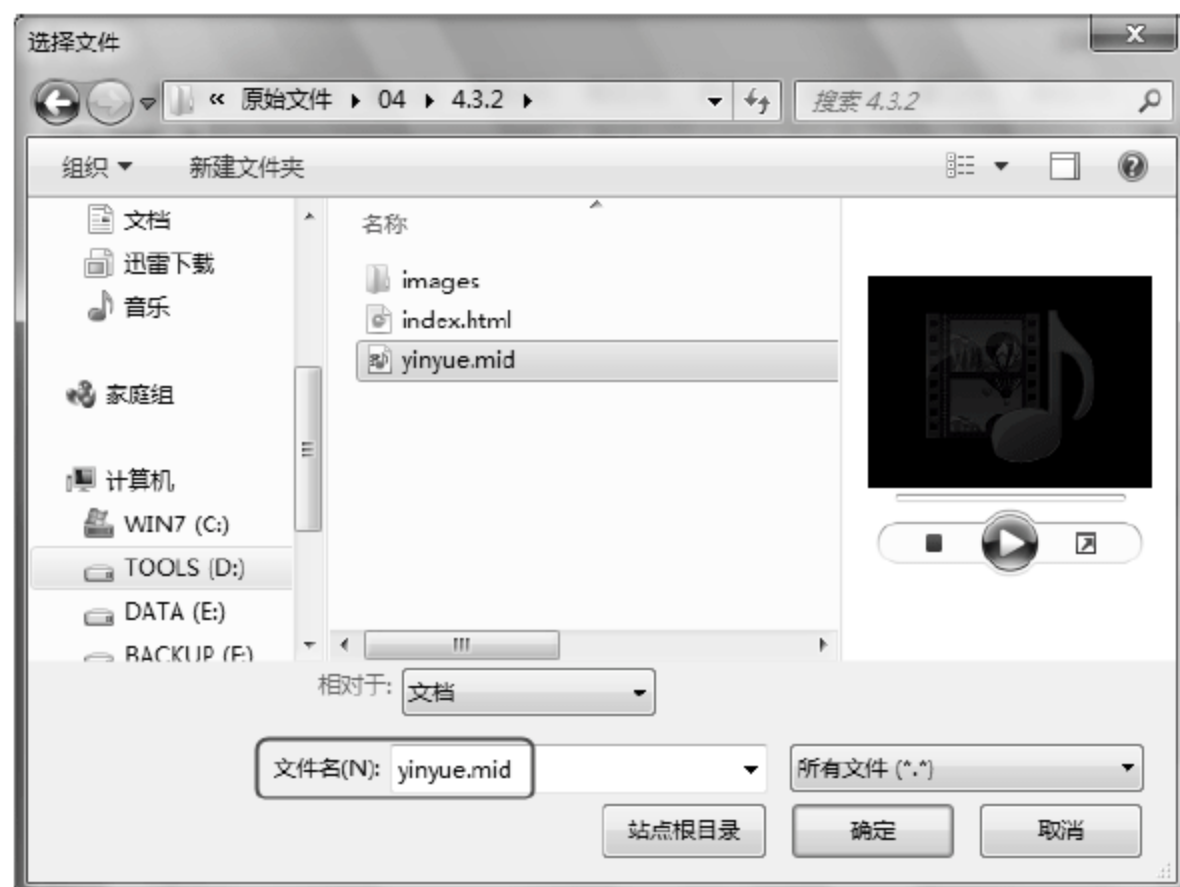 选择文件
« 原始文件 ▸ 04 ▸ 4.3.2 ▸
搜索 4.3.2
组织 新建文件夹
文档
迅雷下载
音乐
家庭组
计算机
WIN7 (C:)
TOOLS (D:)
DATA (E:)
BACKUP (F:)
名称
images
index.html
yinyue.mid
相对于: 文档
文件名(N): yinyue.mid
所有文件 (*.*)
站点根目录 确定 取消